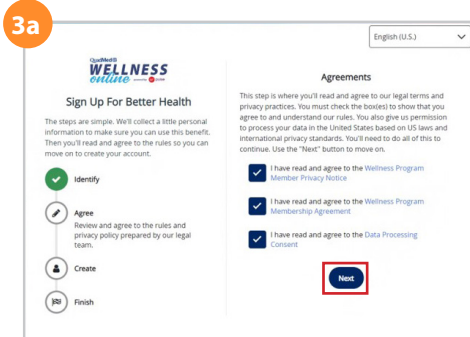 3a
English (U.S.)
QuadMed®
WELLNESS
online
Sign Up For Better Health
The steps are simple. We'll collect a little personal
information to make sure you can use this benefit.
Then you'll read and agree to the rules so you can
move on to create your account.
Identify
Agree
Review and agree to the rules and
privacy policy prepared by our legal
team.
Create
Finish
Agreements
This step is where you'll read and agree to our legal terms and
privacy practices. You must check the box(es) to show that you
agree to and understand our rules. You also give us permission
to process your data in the United States based on US laws and
international privacy standards. You'll need to do all of this to
continue. Use the "Next" button to move on.
I have read and agree to the Wellness Program
Member Privacy Notice
I have read and agree to the Wellness Program
Membership Agreement
I have read and agree to the Data Processing
Consent
Next